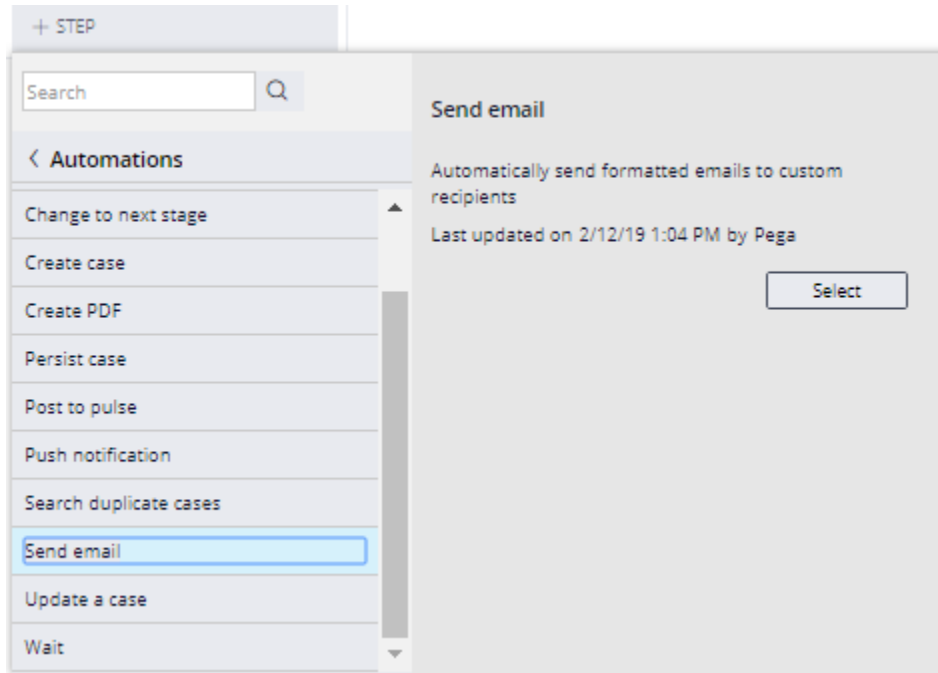 + STEP
Search
< Automations
Change to next stage
Create case
Create PDF
Persist case
Post to pulse
Push notification
Search duplicate cases
Send email
Update a case
Wait
Send email
Automatically send formatted emails to custom
recipients
Last updated on 2/12/19 1:04 PM by Pega
Select